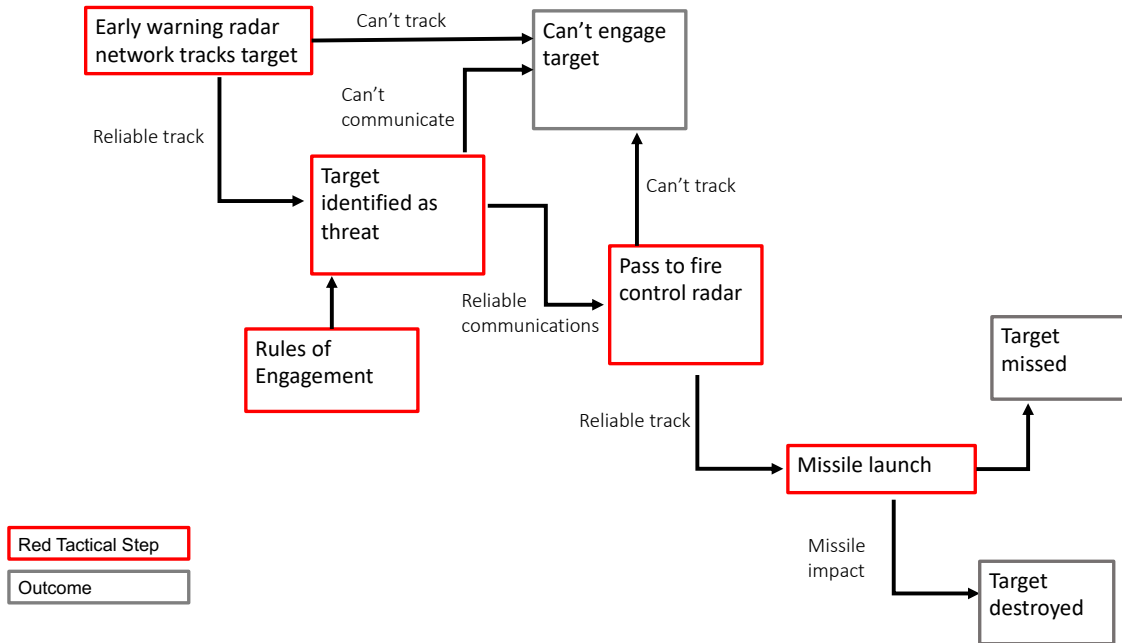 Early warning radar
network tracks target
Can't track
Can't engage
target
Can't
communicate
Reliable track
Target
identified as
threat
Can't track
Pass to fire
control radar
Reliable
communications
Rules of
Engagement
Target
missed
Reliable track
Missile launch
Red Tactical Step
Missile
impact
Outcome
Target
destroyed